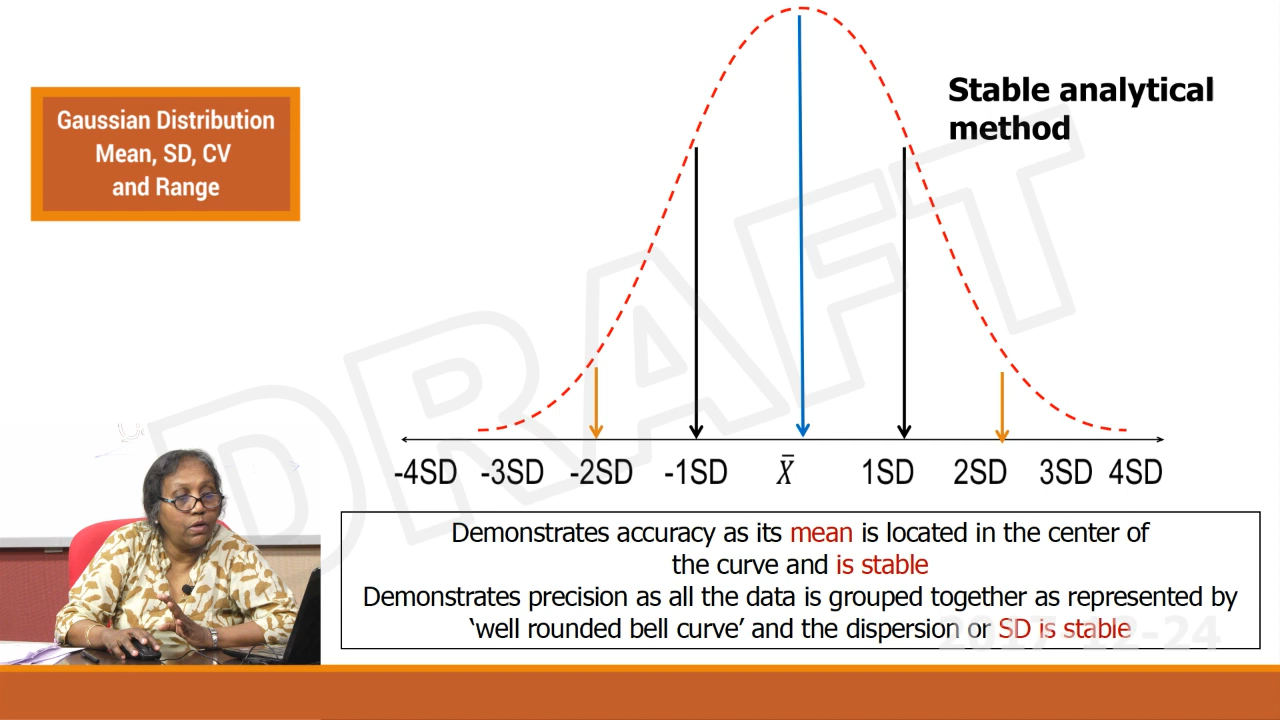 Gaussian Distribution
Mean, SD, CV
and Range
Stable analytical
method
DRAFT
-4SD -3SD -2SD -1SD X̄ 1SD 2SD 3SD 4SD
Demonstrates accuracy as its mean is located in the center of
the curve and is stable
Demonstrates precision as all the data is grouped together as represented by
‘well rounded bell curve’ and the dispersion or SD is stable
2017-12-24